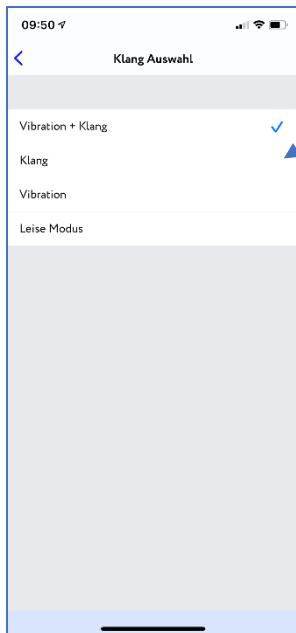 09:50
Klang Auswahl
Vibration + Klang
Klang
Vibration
Leise Modus